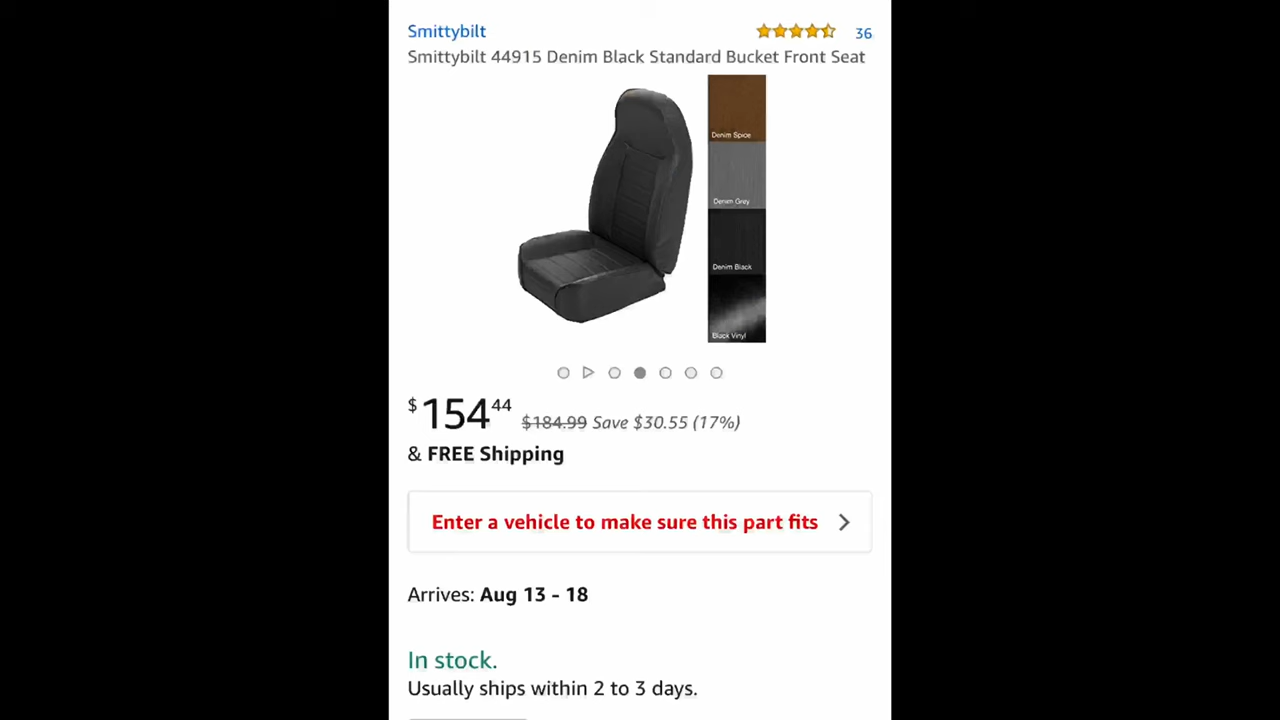 Smittybilt 36
Smittybilt 44915 Denim Black Standard Bucket Front Seat
Denim Spice
Denim Grey
Denim Black
Black Vinyl
$154.44 $184.99 Save $30.55 (17%)
& FREE Shipping
Enter a vehicle to make sure this part fits
Arrives: Aug 13 - 18
In stock.
Usually ships within 2 to 3 days.